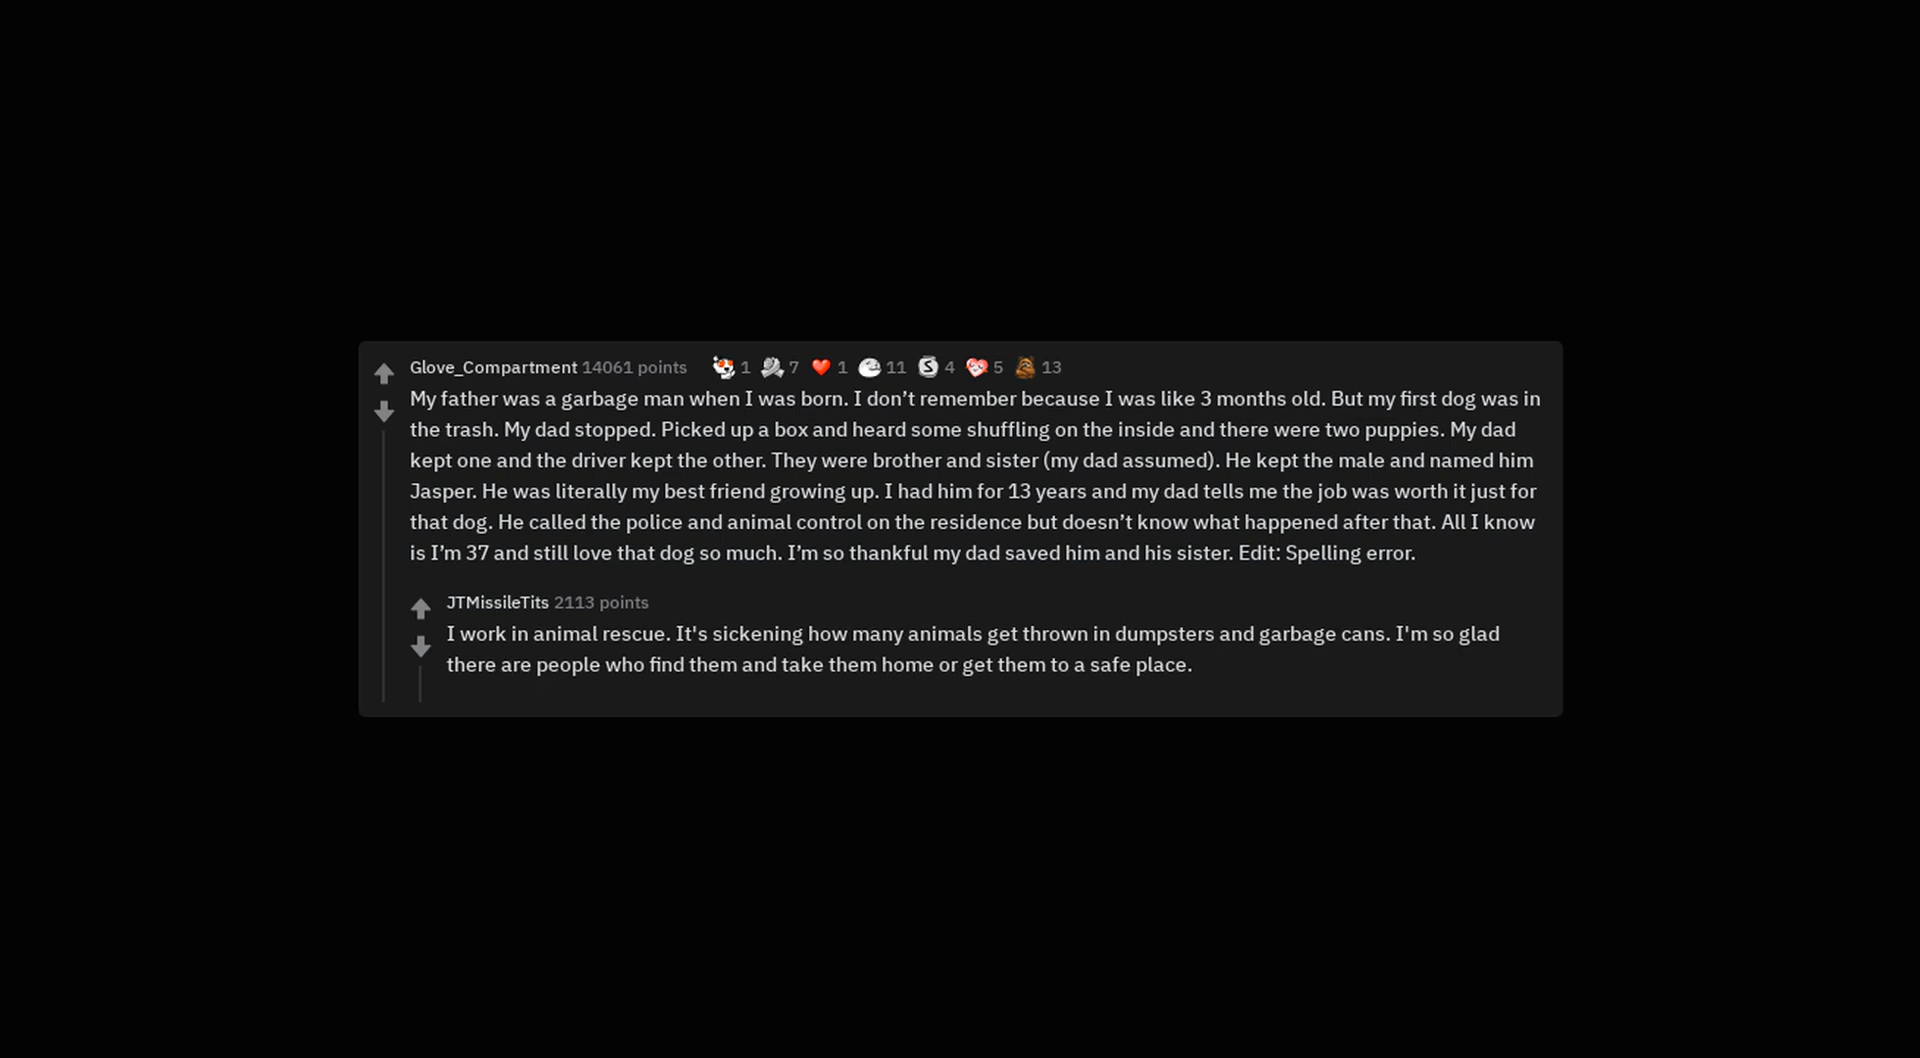 Glove_Compartment 14061 points 1 7 1 11 4 5 13
My father was a garbage man when I was born. I don’t remember because I was like 3 months old. But my first dog was in
the trash. My dad stopped. Picked up a box and heard some shuffling on the inside and there were two puppies. My dad
kept one and the driver kept the other. They were brother and sister (my dad assumed). He kept the male and named him
Jasper. He was literally my best friend growing up. I had him for 13 years and my dad tells me the job was worth it just for
that dog. He called the police and animal control on the residence but doesn’t know what happened after that. All I know
is I’m 37 and still love that dog so much. I’m so thankful my dad saved him and his sister. Edit: Spelling error.
JTMissileTits 2113 points
I work in animal rescue. It's sickening how many animals get thrown in dumpsters and garbage cans. I'm so glad
there are people who find them and take them home or get them to a safe place.